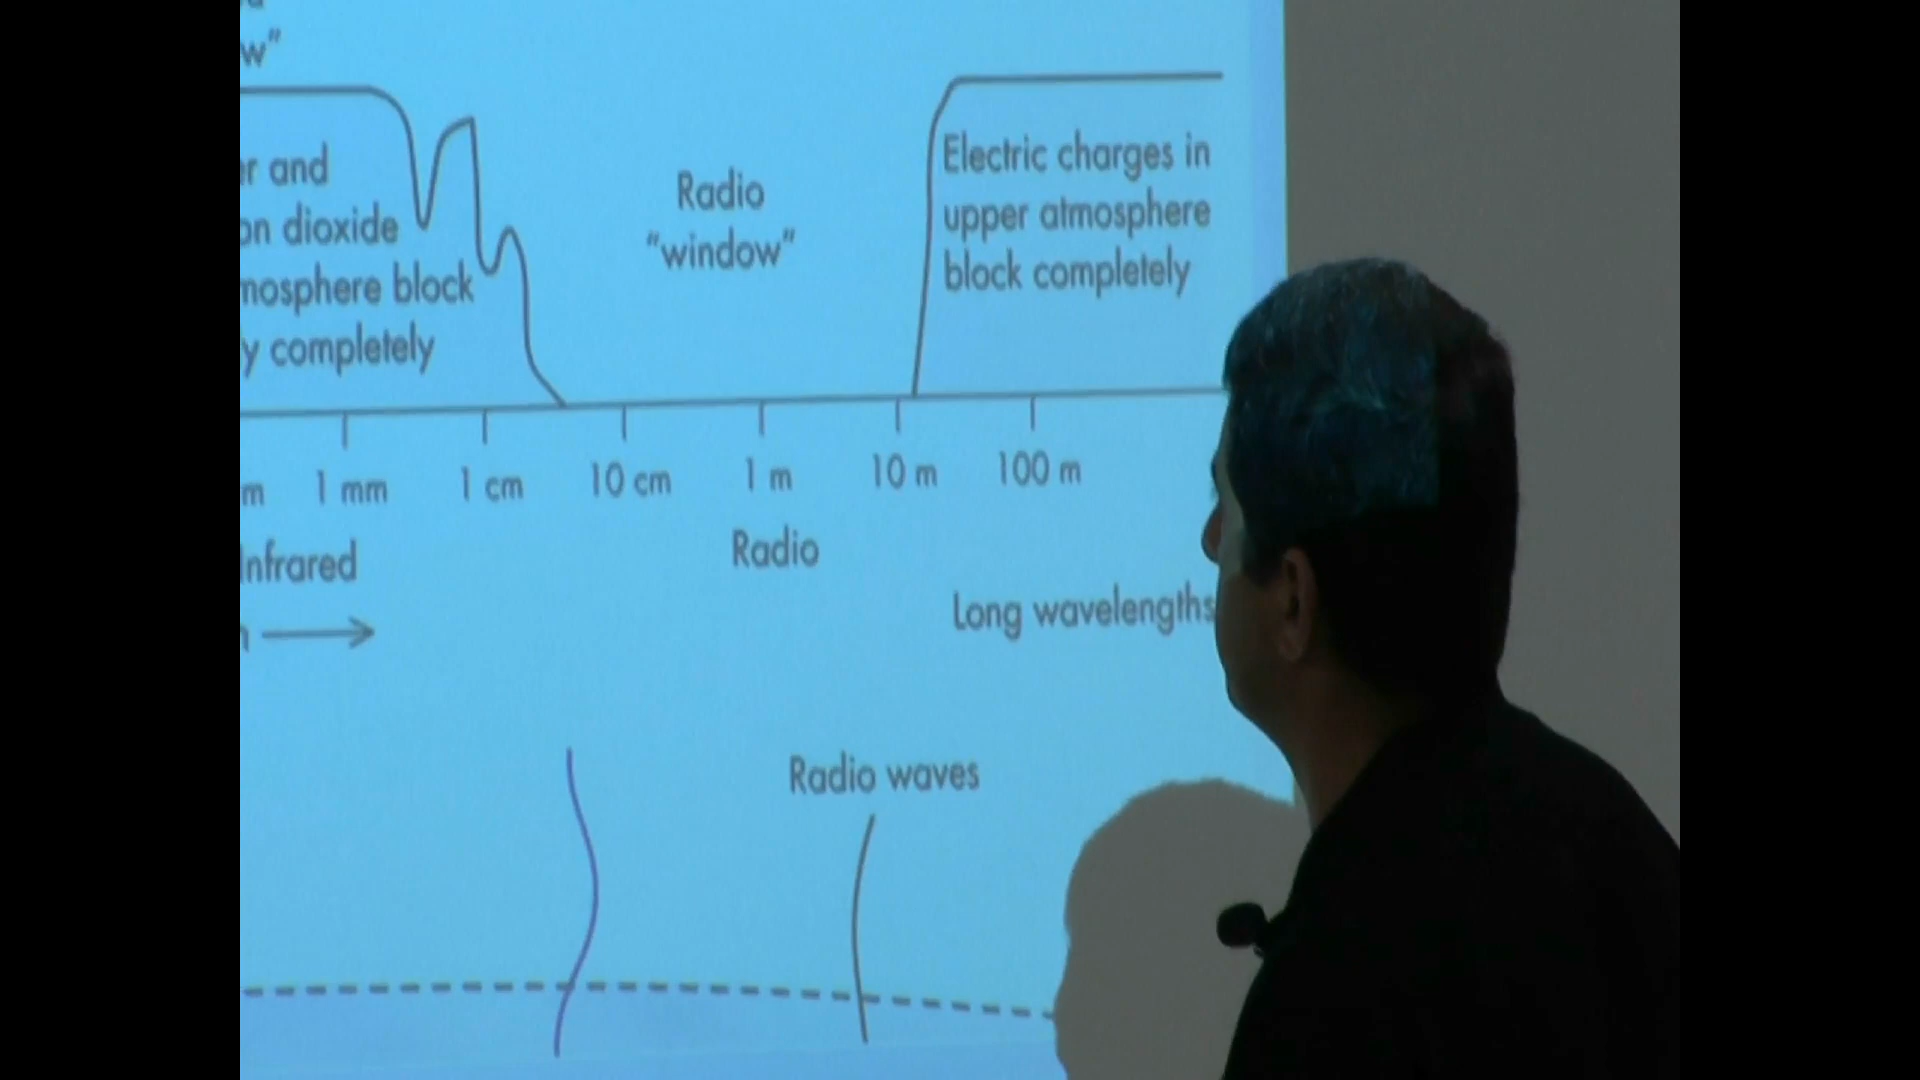 w”
er and
on dioxide
mosphere block
y completely
Radio
“window”
Electric charges in
upper atmosphere
block completely
m 1 mm 1 cm 10 cm 1 m 10 m 100 m
Infrared
Radio
Long wavelengths
Radio waves